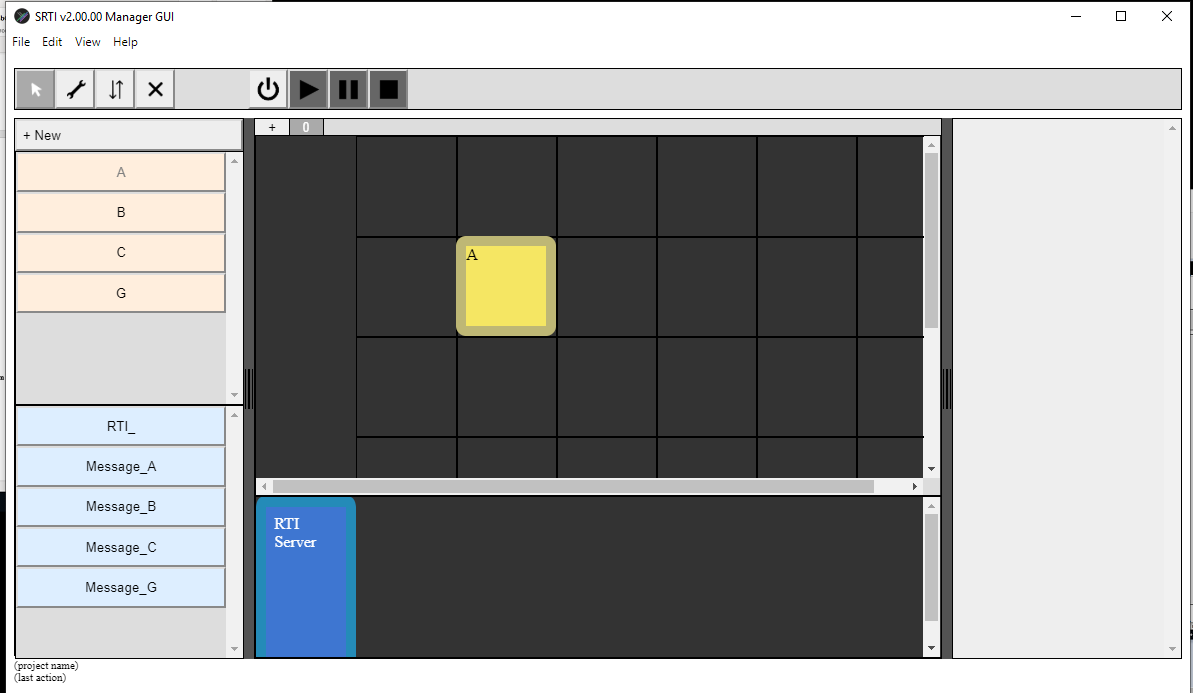 SRTI v2.00.00 Manager GUI
File Edit View Help
+ New
+ 0
A
B
C
G
A
RTI_
Message_A
Message_B
Message_C
Message_G
RTI
Server
(project name)
(last action)